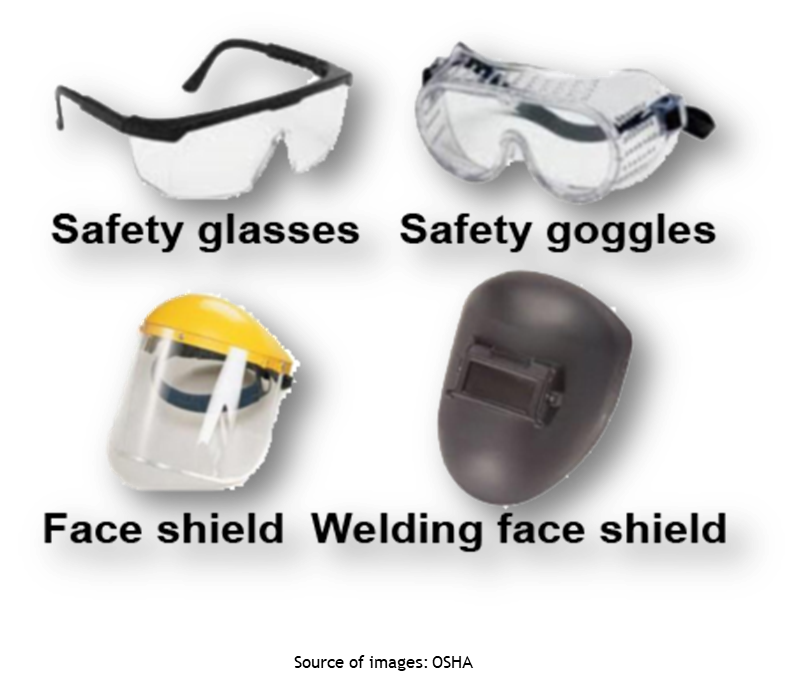 Safety glasses Safety goggles
Face shield Welding face shield
Source of images: OSHA